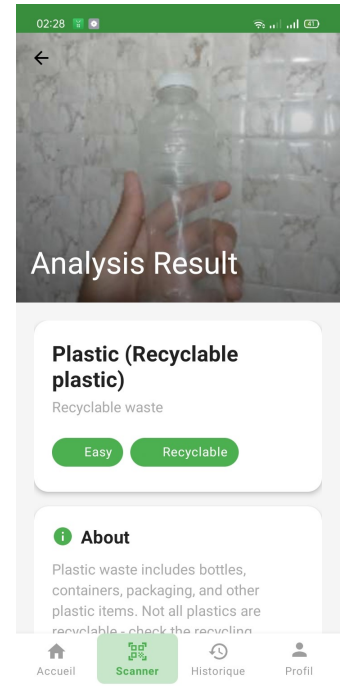 02:28
41
Analysis Result
Plastic (Recyclable
plastic)
Recyclable waste
Easy
Recyclable
About
Plastic waste includes bottles,
containers, packaging, and other
plastic items. Not all plastics are
recyclable - check the recycling
Accueil
Scanner
Historique
Profil